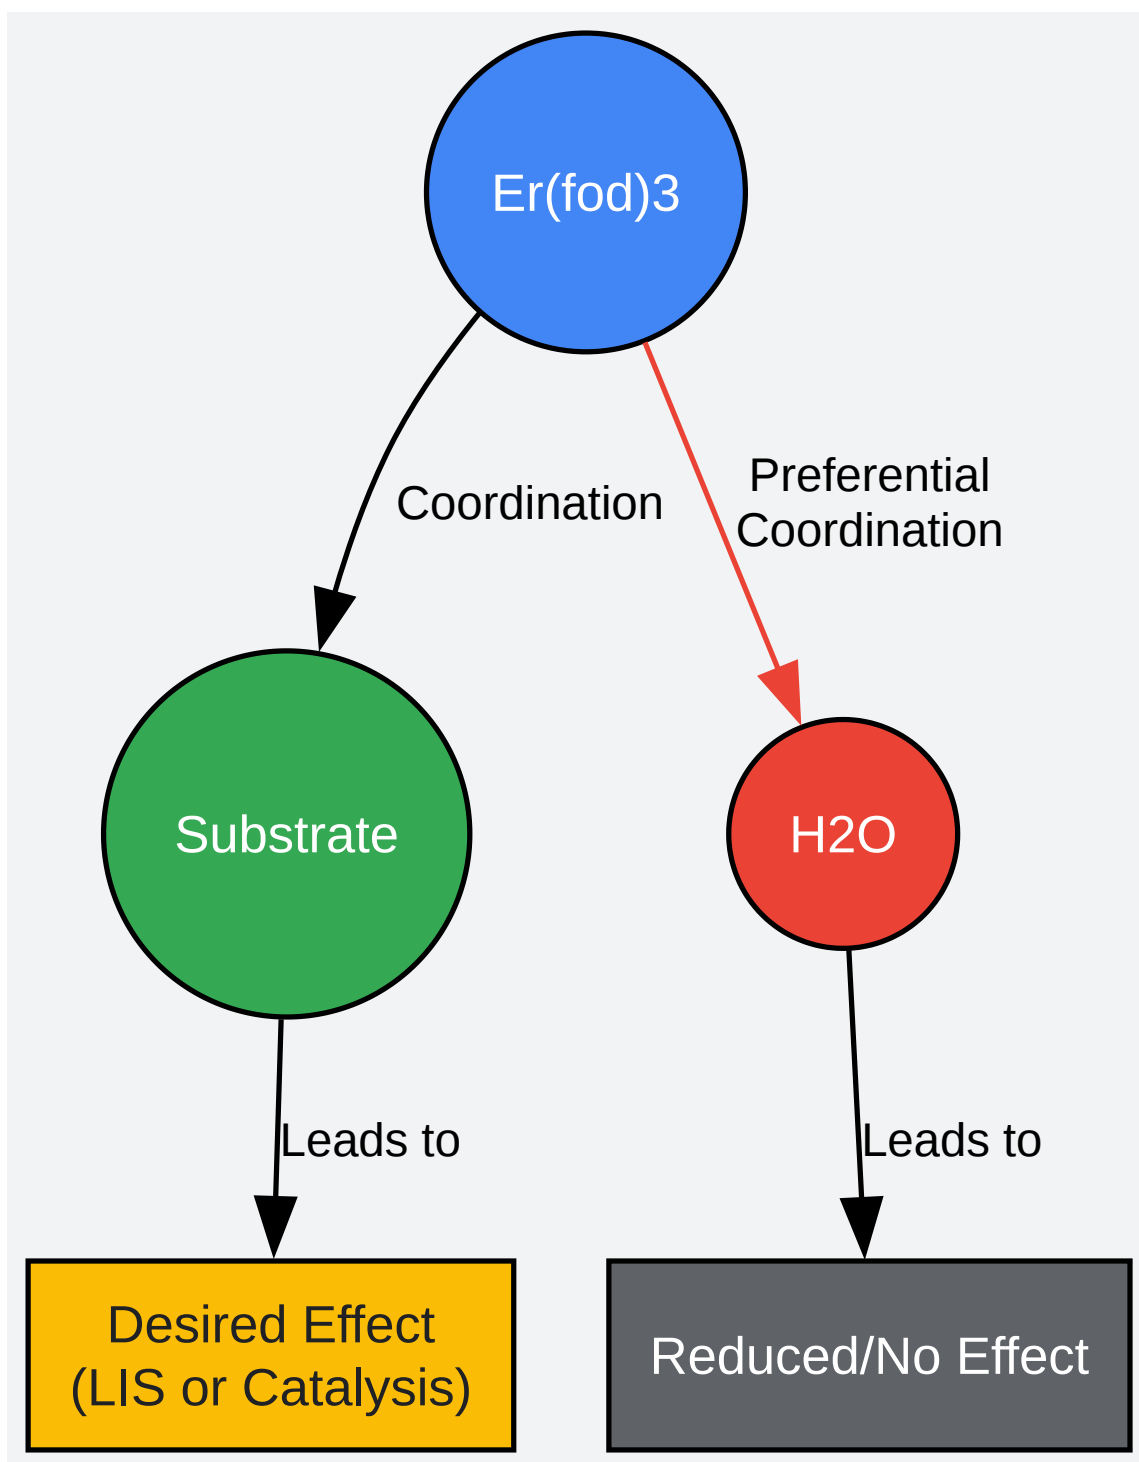 Er(fod)3
Coordination
Preferential
Coordination
Substrate
H2O
Leads to
Leads to
Desired Effect
(LIS or Catalysis)
Reduced/No Effect